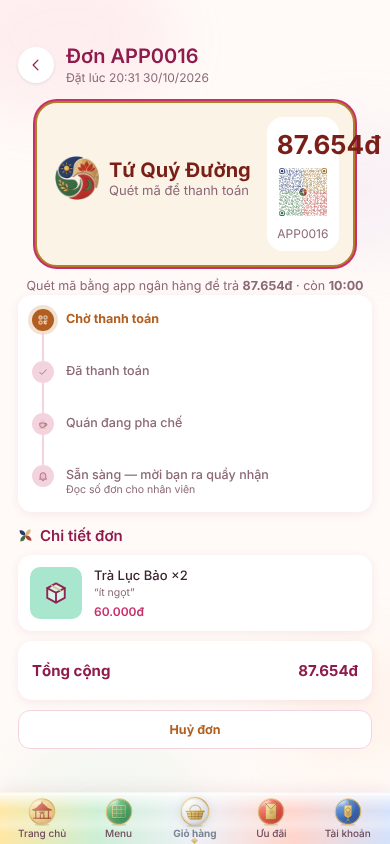 Đơn APP0016
Đặt lúc 20:31 30/10/2026
87.654đ
Tứ Quý Đường
Quét mã để thanh toán
APP0016
Quét mã bằng app ngân hàng để trả 87.654đ · còn 10:00
Chờ thanh toán
Đã thanh toán
Quán đang pha chế
Sẵn sàng — mời bạn ra quầy nhận
Đọc số đơn cho nhân viên
Chi tiết đơn
Trà Lục Bảo ×2
"ít ngọt"
60.000đ
Tổng cộng 87.654đ
Huỷ đơn
Trang chủ Menu Giỏ hàng Ưu đãi Tài khoản